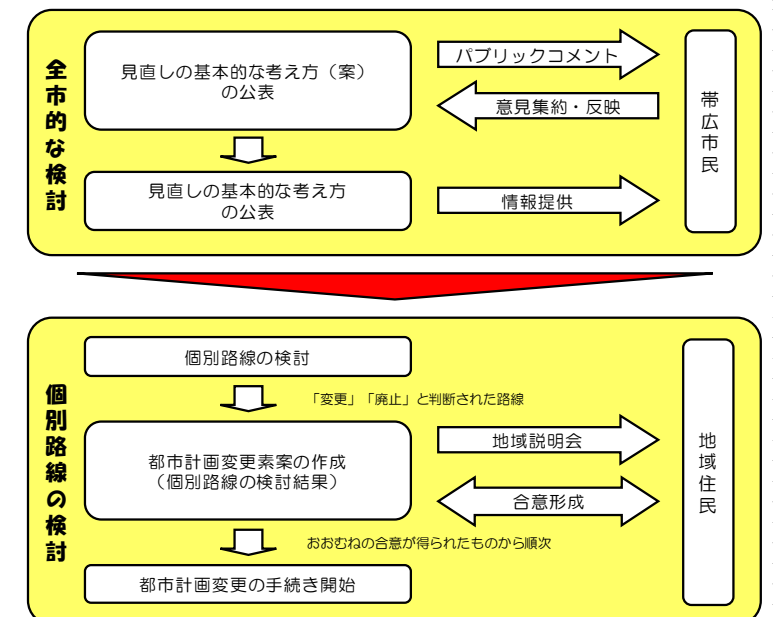 全市的な検討
見直しの基本的な考え方（案）
の公表
パブリックコメント
意見集約・反映
帯広市民
見直しの基本的な考え方
の公表
情報提供
個別路線の検討
個別路線の検討
「変更」「廃止」と判断された路線
都市計画変更素案の作成
（個別路線の検討結果）
地域説明会
合意形成
地域住民
おおむねの合意が得られたものから順次
都市計画変更の手続き開始